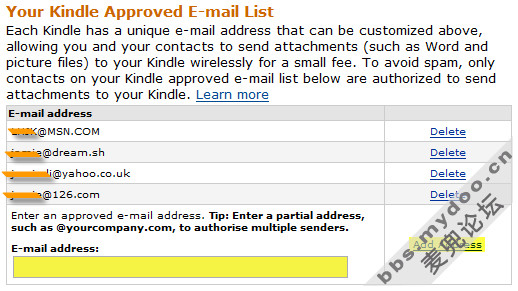 Your Kindle Approved E-mail List
Each Kindle has a unique e-mail address that can be customized above,
allowing you and your contacts to send attachments (such as Word and
picture files) to your Kindle wirelessly for a small fee. To avoid spam, only
contacts on your Kindle approved e-mail list below are authorized to send
attachments to your Kindle. Learn more
E-mail address
@MSN.COM Delete
@dream.sh Delete
@yahoo.co.uk Delete
@126.com Delete
Enter an approved e-mail address. Tip: Enter a partial address,
such as @yourcompany.com, to authorise multiple senders.
E-mail address:
Add Address
bbs.mydoo.cn
麦兜论坛